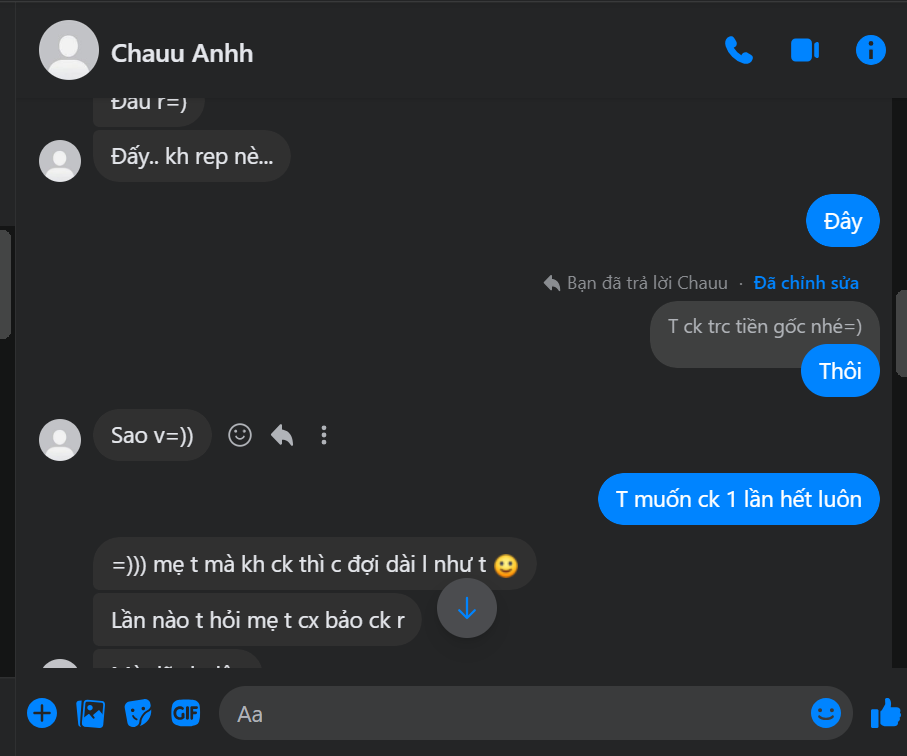 Chauu Anhh
Đâu r=)
Đấy.. kh rep nè...
Đây
Bạn đã trả lời Chauu · Đã chỉnh sửa
T ck trc tiền gốc nhé=)
Thôi
Sao v=))
T muốn ck 1 lần hết luôn
=))) mẹ t mà kh ck thì c đợi dài l như t 🙂
Lần nào t hỏi mẹ t cx bảo ck r
GIF
Aa